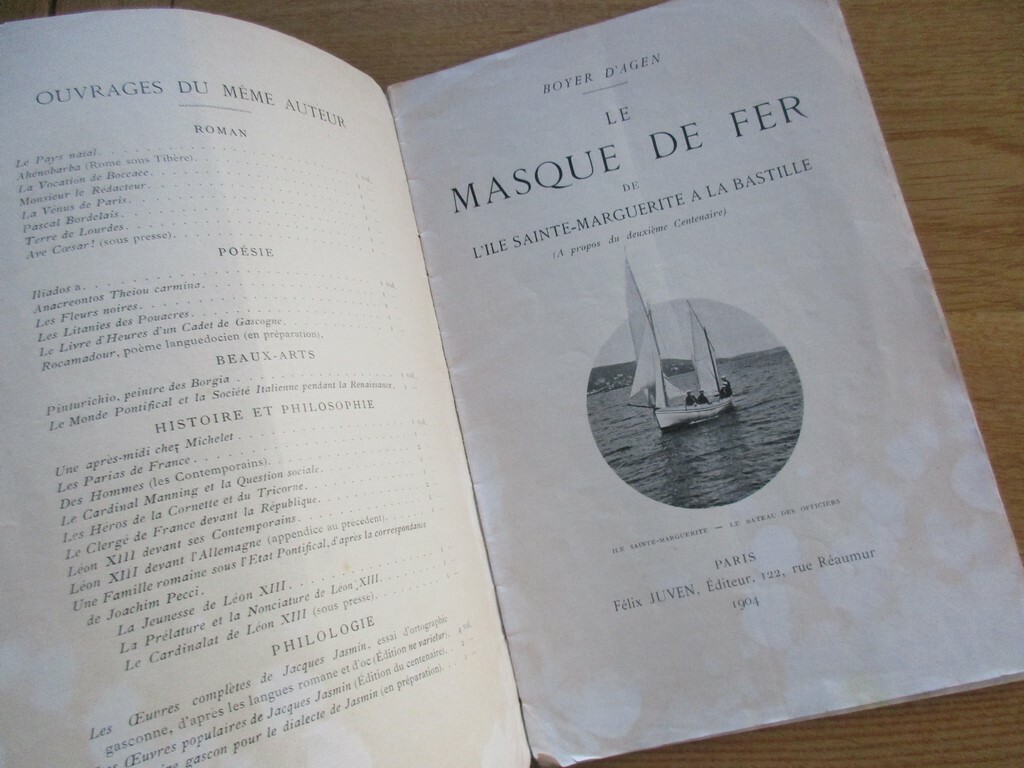 OUVRAGES DU MÊME AUTEUR
ROMAN
Le Pays natal.
Ahénobarba (Rome sous Tibère).
La Vocation de Boccace.
Monsieur le Rédacteur.
La Vénus de Paris.
Pascal Bordelais.
Terre de Lourdes.
Ave Cæsar! (sous presse).
POÉSIE
Iliados a.
Anacreontos Theiou carmina.
Les Fleurs noires.
Les Litanies des Pouacres.
Le Livre d'Heures d'un Cadet de Gascogne.
Rocamadour, poème languedocien (en préparation).
BEAUX-ARTS
Pinturichio, peintre des Borgia
Le Monde Pontifical et la Société Italienne pendant la Renaissance.
HISTOIRE ET PHILOSOPHIE
Une après-midi chez Michelet
Les Parias de France
Des Hommes (les Contemporains).
Le Cardinal Manning et la Question sociale.
Les Héros de la Cornette et du Tricorne.
Le Clergé de France devant la République.
Léon XIII devant ses Contemporains.
Léon XIII devant l'Allemagne (appendice au précédent).
Une Famille romaine sous l'Etat Pontifical, d'après la correspondance
de Joachim Pecci.
La Jeunesse de Léon XIII.
La Prélature et la Nonciature de Léon XIII.
Le Cardinalat de Léon XIII (sous presse).
PHILOLOGIE
Les Œuvres complètes de Jacques Jasmin, essai d'ortographie
gasconne, d'après les langues romane et d'oc (Édition ne varietur).
Œuvres populaires de Jacques Jasmin (Édition du centenaire).
gascon pour le dialecte de Jasmin (en préparation).
BOYER D'AGEN
LE
MASQUE DE FER
DE
L'ILE SAINTE-MARGUERITE A LA BASTILLE
(A propos du deuxième Centenaire)
ILE SAINTE-MARGUERITE — LE BATEAU DES OFFICIERS
PARIS
Félix JUVEN, Éditeur, 122, rue Réaumur
1904